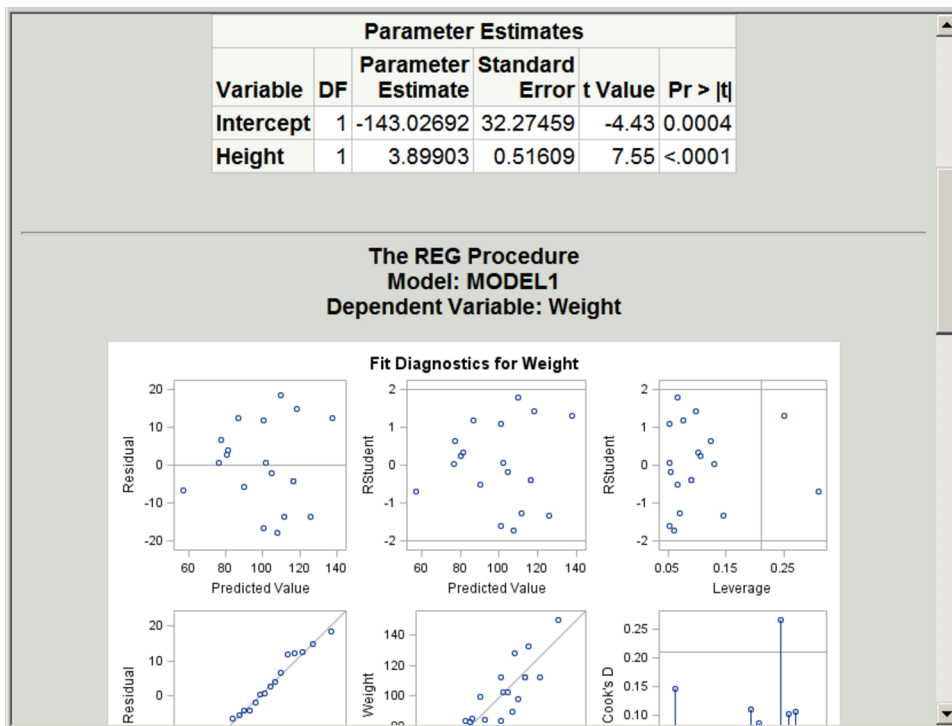 Parameter Estimates
Parameter Standard
Variable DF Estimate Error t Value Pr > |t|
Intercept 1 -143.02692 32.27459 -4.43 0.0004
Height 1 3.89903 0.51609 7.55 <.0001
The REG Procedure
Model: MODEL1
Dependent Variable: Weight
Fit Diagnostics for Weight
20
10
0
-10
-20
Residual
60 80 100 120 140
Predicted Value
2
1
0
-1
-2
RStudent
60 80 100 120 140
Predicted Value
2
1
0
-1
-2
RStudent
0.05 0.15 0.25
Leverage
20
10
0
Residual
140
120
100
80
Weight
0.25
0.20
0.15
0.10
Cook's D